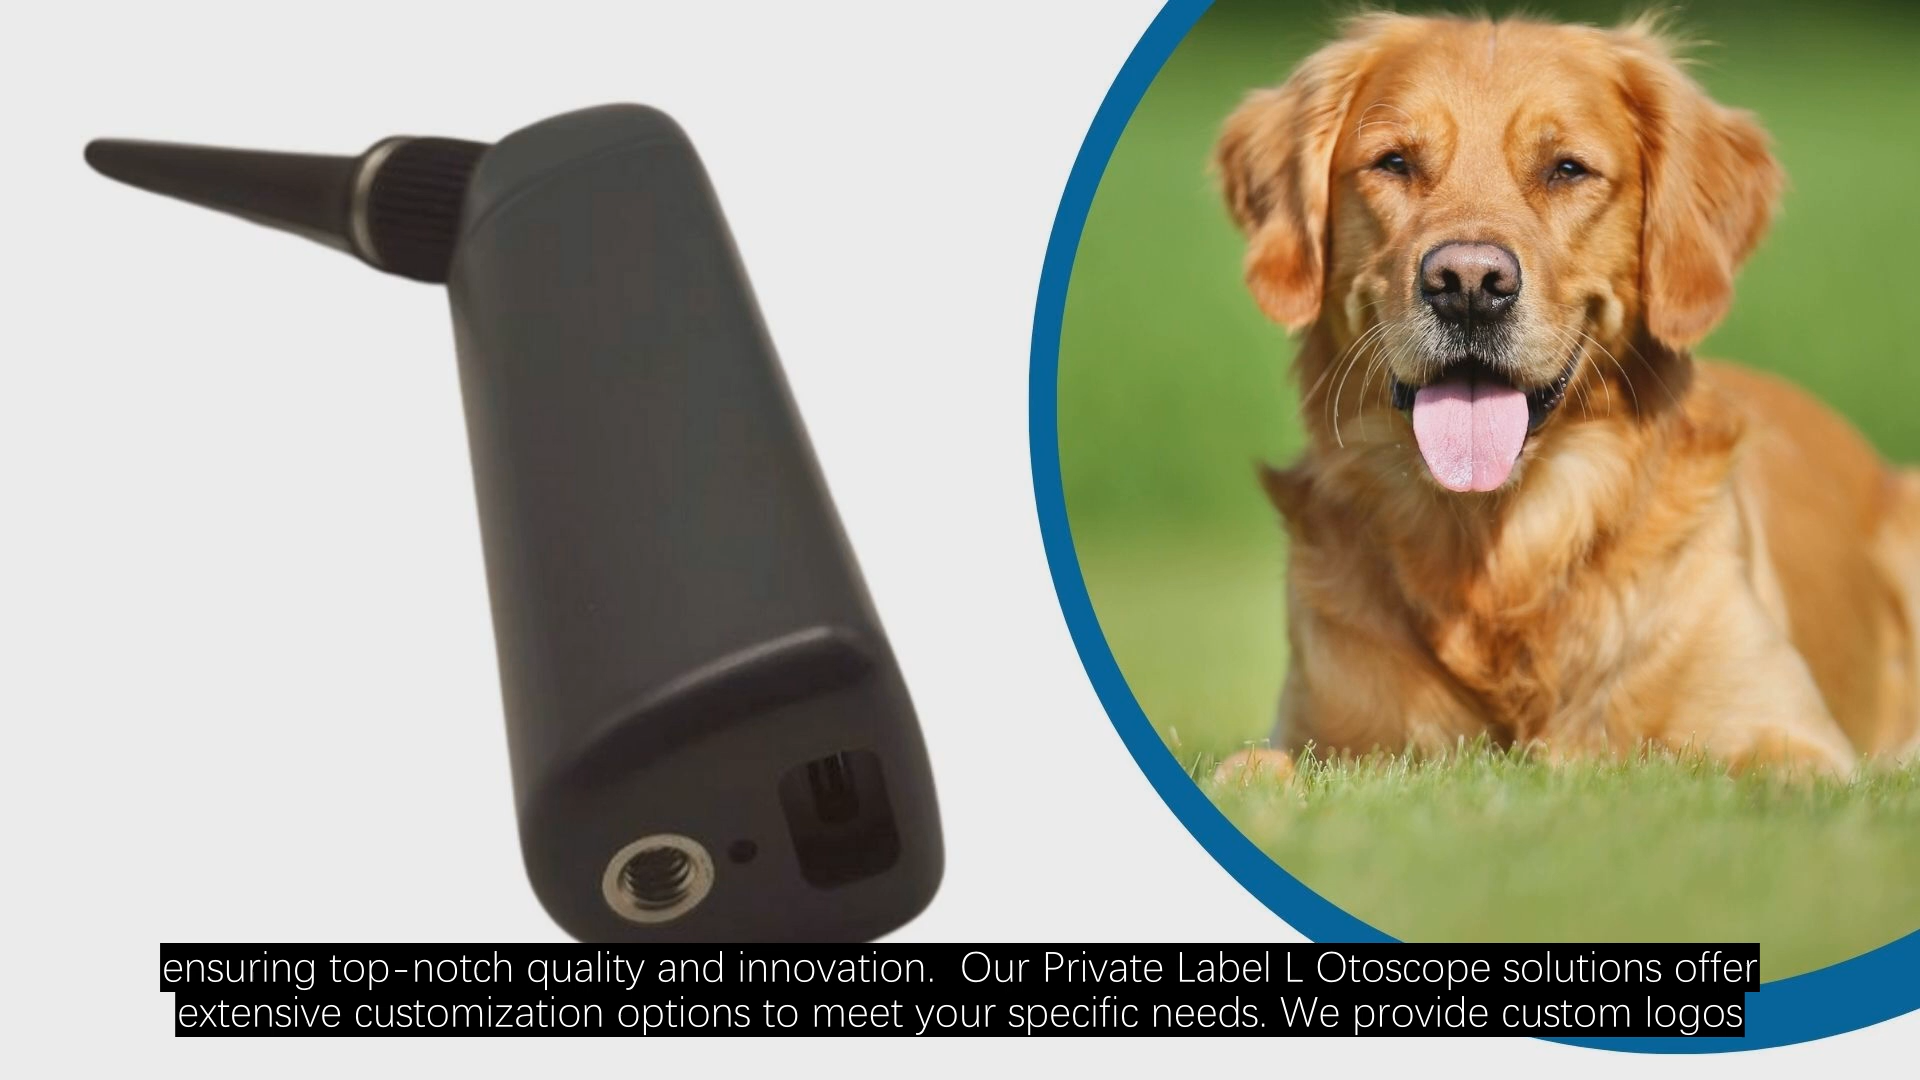 ensuring top-notch quality and innovation.  Our Private Label L Otoscope solutions offer
extensive customization options to meet your specific needs. We provide custom logos